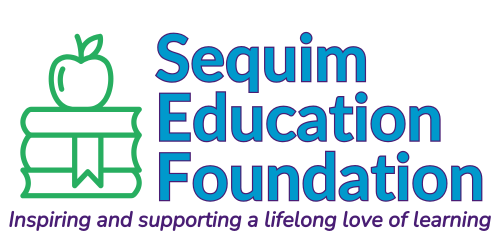 Sequim
Education
Foundation
Inspiring and supporting a lifelong love of learning